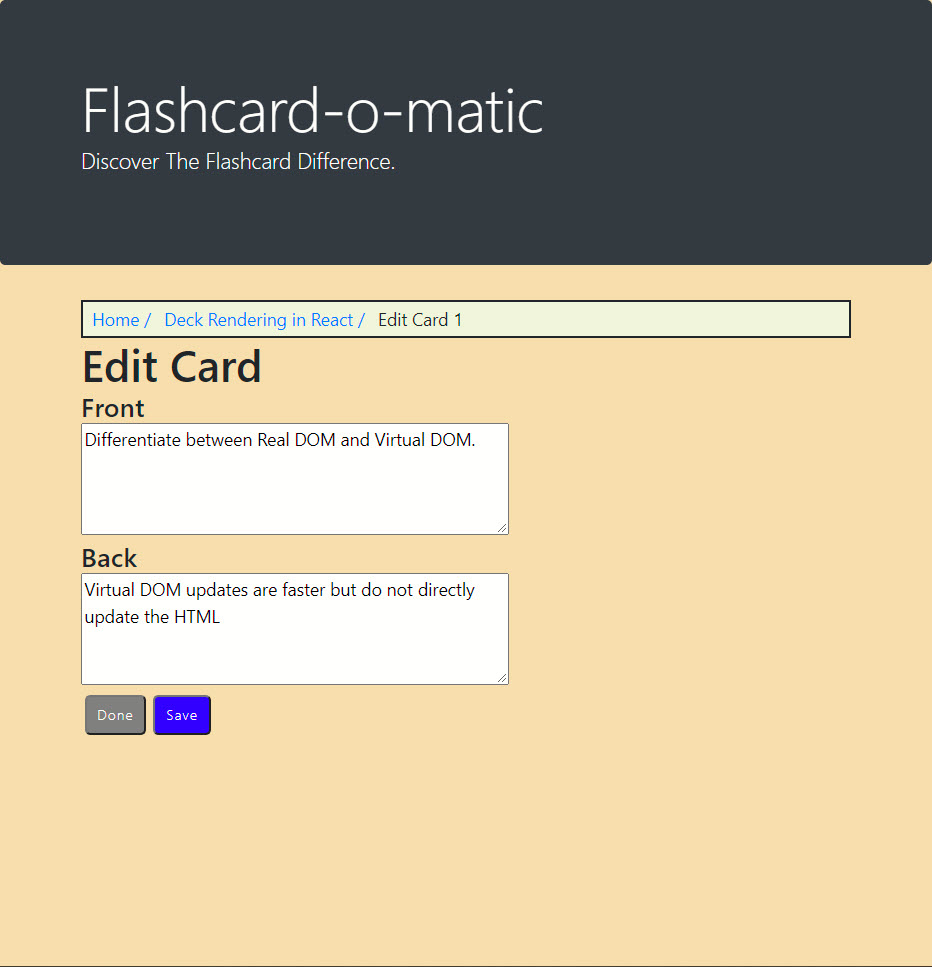 Flashcard-o-matic
Discover The Flashcard Difference.
Home / Deck Rendering in React / Edit Card 1
Edit Card
Front
Differentiate between Real DOM and Virtual DOM.
Back
Virtual DOM updates are faster but do not directly
update the HTML
Done Save